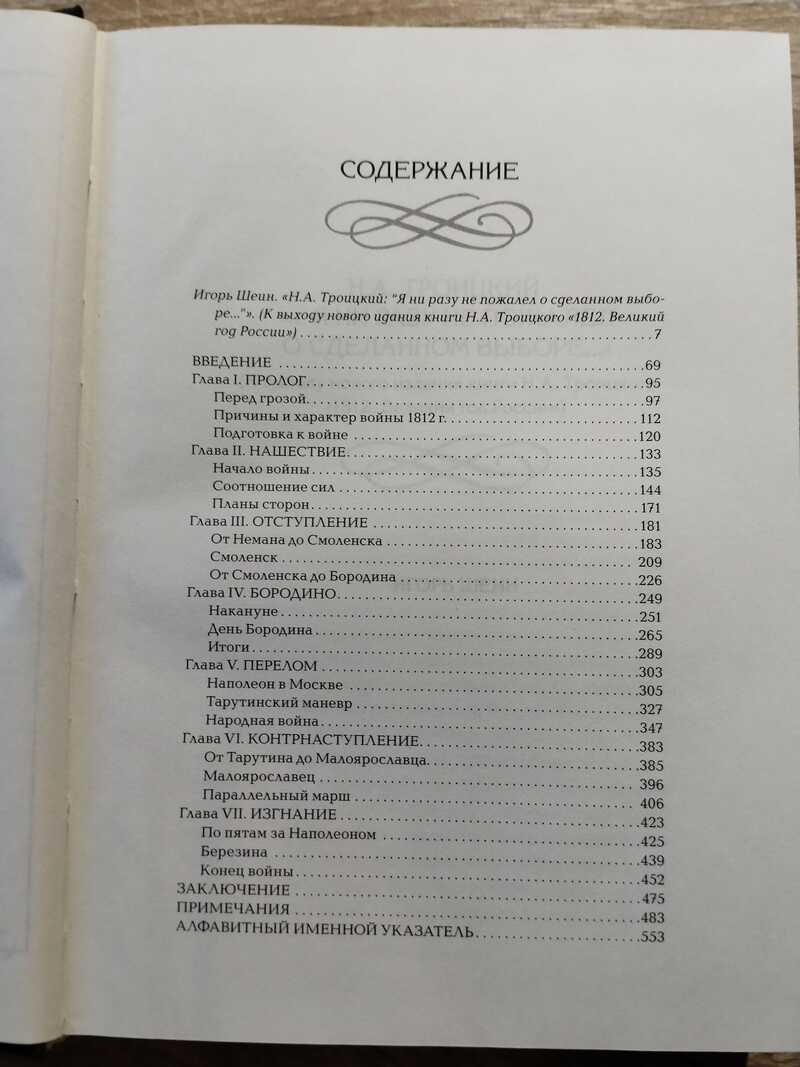 СОДЕРЖАНИЕ
Игорь Шеин. «Н.А. Троицкий: "Я ни разу не пожалел о сделанном выбо-
ре..."». (К выходу нового идания книги Н.А. Троицкого «1812. Великий
год России») 7
ВВЕДЕНИЕ 69
Глава I. ПРОЛОГ 95
Перед грозой 97
Причины и характер войны 1812 г. 112
Подготовка к войне 120
Глава II. НАШЕСТВИЕ 133
Начало войны 135
Соотношение сил 144
Планы сторон 171
Глава III. ОТСТУПЛЕНИЕ 181
От Немана до Смоленска 183
Смоленск 209
От Смоленска до Бородина 226
Глава IV. БОРОДИНО 249
Накануне 251
День Бородина 265
Итоги 289
Глава V. ПЕРЕЛОМ 303
Наполеон в Москве 305
Тарутинский маневр 327
Народная война 347
Глава VI. КОНТРНАСТУПЛЕНИЕ 383
От Тарутина до Малоярославца 385
Малоярославец 396
Параллельный марш 406
Глава VII. ИЗГНАНИЕ 423
По пятам за Наполеоном 425
Березина 439
Конец войны 452
ЗАКЛЮЧЕНИЕ 475
ПРИМЕЧАНИЯ 483
АЛФАВИТНЫЙ ИМЕННОЙ УКАЗАТЕЛЬ 553